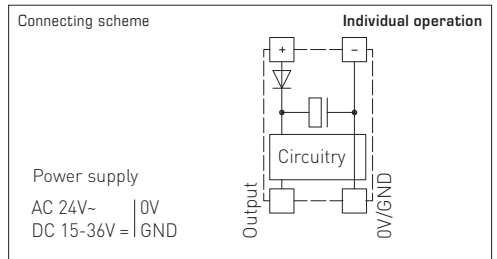 Connecting scheme
Individual operation
+
–
Circuitry
Power supply
AC 24V~ | 0V
DC 15-36V = | GND
Output
0V/GND